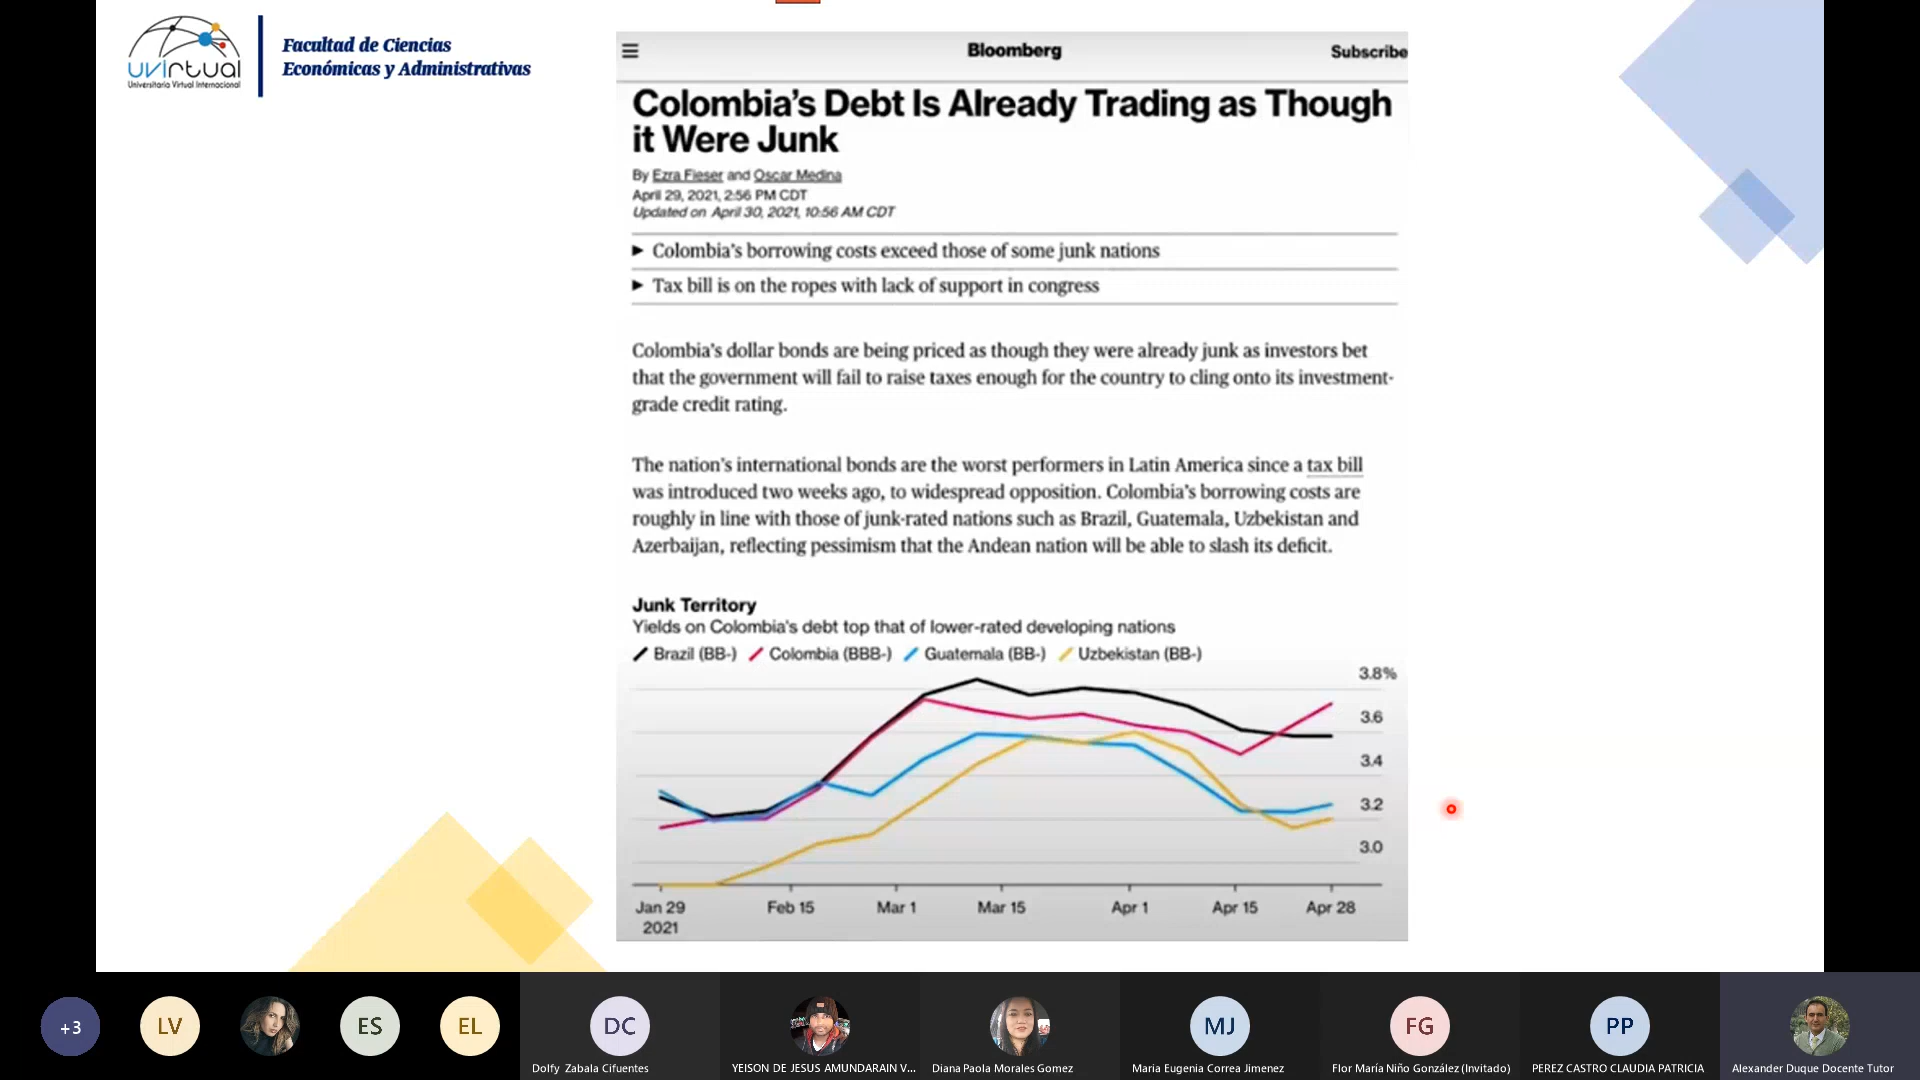 uvirtual
Universitaria Virtual Internacional
Facultad de Ciencias
Económicas y Administrativas
Bloomberg
Subscribe
Colombia's Debt Is Already Trading as Though
it Were Junk
By Ezra Fieser and Oscar Medina
April 29, 2021, 2:56 PM CDT
Updated on April 30, 2021, 10:56 AM CDT
► Colombia's borrowing costs exceed those of some junk nations
► Tax bill is on the ropes with lack of support in congress
Colombia's dollar bonds are being priced as though they were already junk as investors bet
that the government will fail to raise taxes enough for the country to cling onto its investment-
grade credit rating.
The nation's international bonds are the worst performers in Latin America since a tax bill
was introduced two weeks ago, to widespread opposition. Colombia's borrowing costs are
roughly in line with those of junk-rated nations such as Brazil, Guatemala, Uzbekistan and
Azerbaijan, reflecting pessimism that the Andean nation will be able to slash its deficit.
Junk Territory
Yields on Colombia's debt top that of lower-rated developing nations
Brazil (BB-) Colombia (BBB-) Guatemala (BB-) Uzbekistan (BB-)
3.8%
3.6
3.4
3.2
3.0
Jan 29 Feb 15 Mar 1 Mar 15 Apr 1 Apr 15 Apr 28
2021
+3 LV ES EL DC MJ FG PP
Dolfy Zabala Cifuentes YEISON DE JESUS AMUNDARAIN V... Diana Paola Morales Gomez Maria Eugenia Correa Jimenez Flor María Niño González (Invitado) PEREZ CASTRO CLAUDIA PATRICIA Alexander Duque Docente Tutor